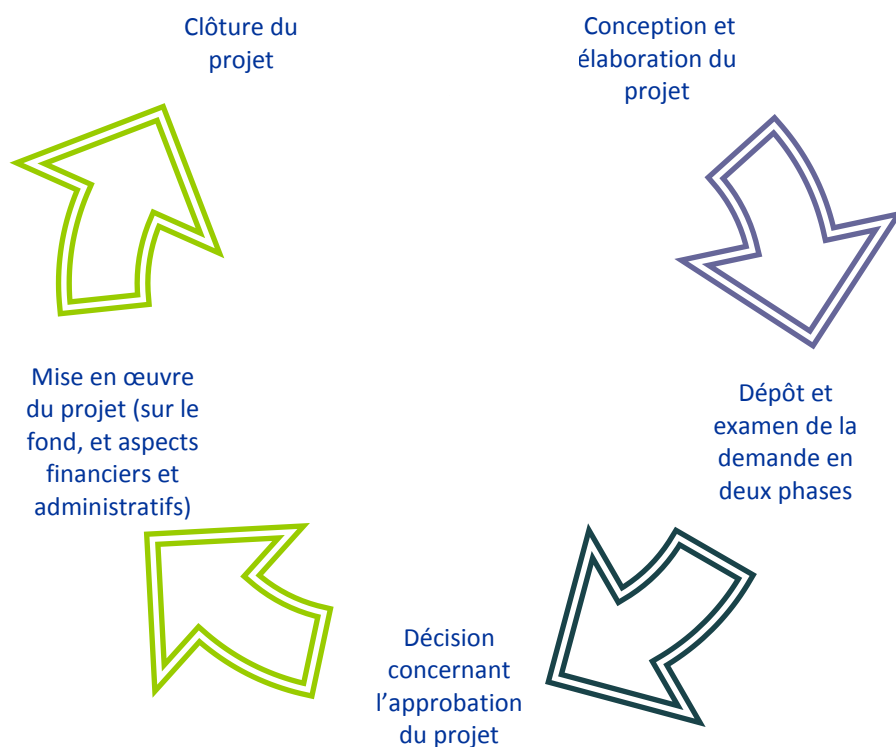 Clôture du
projet
Conception et
élaboration du
projet
Dépôt et
examen de la
demande en
deux phases
Décision
concernant
l’approbation
du projet
Mise en œuvre
du projet (sur le
fond, et aspects
financiers et
administratifs)